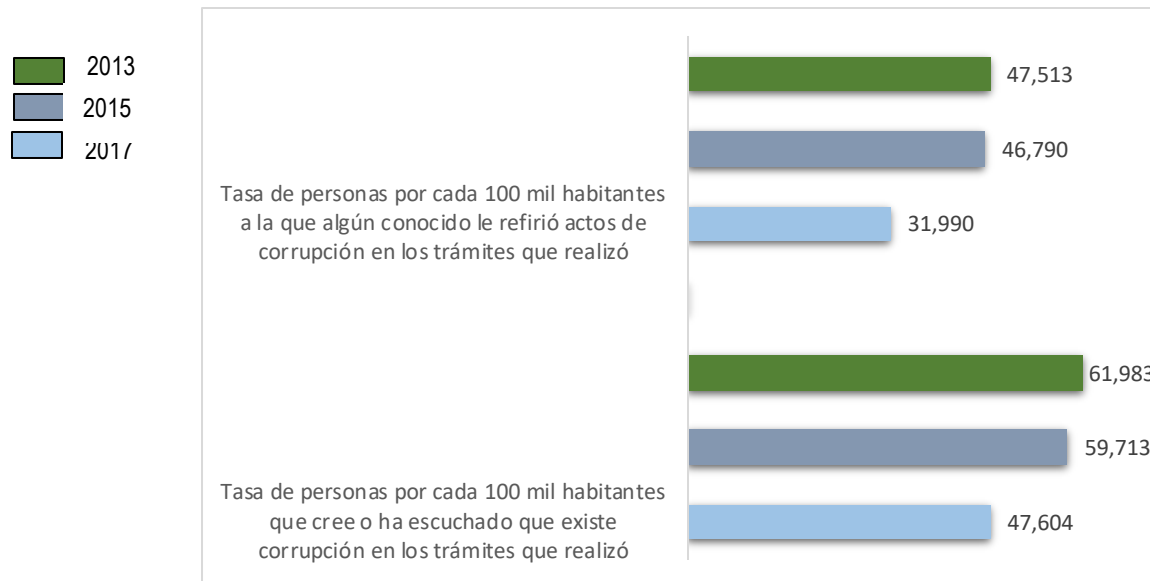 2013
2015
2017
47,513
46,790
Tasa de personas por cada 100 mil habitantes
a la que algún conocido le refirió actos de
corrupción en los trámites que realizó
31,990
61,983
59,713
Tasa de personas por cada 100 mil habitantes
que cree o ha escuchado que existe
corrupción en los trámites que realizó
47,604